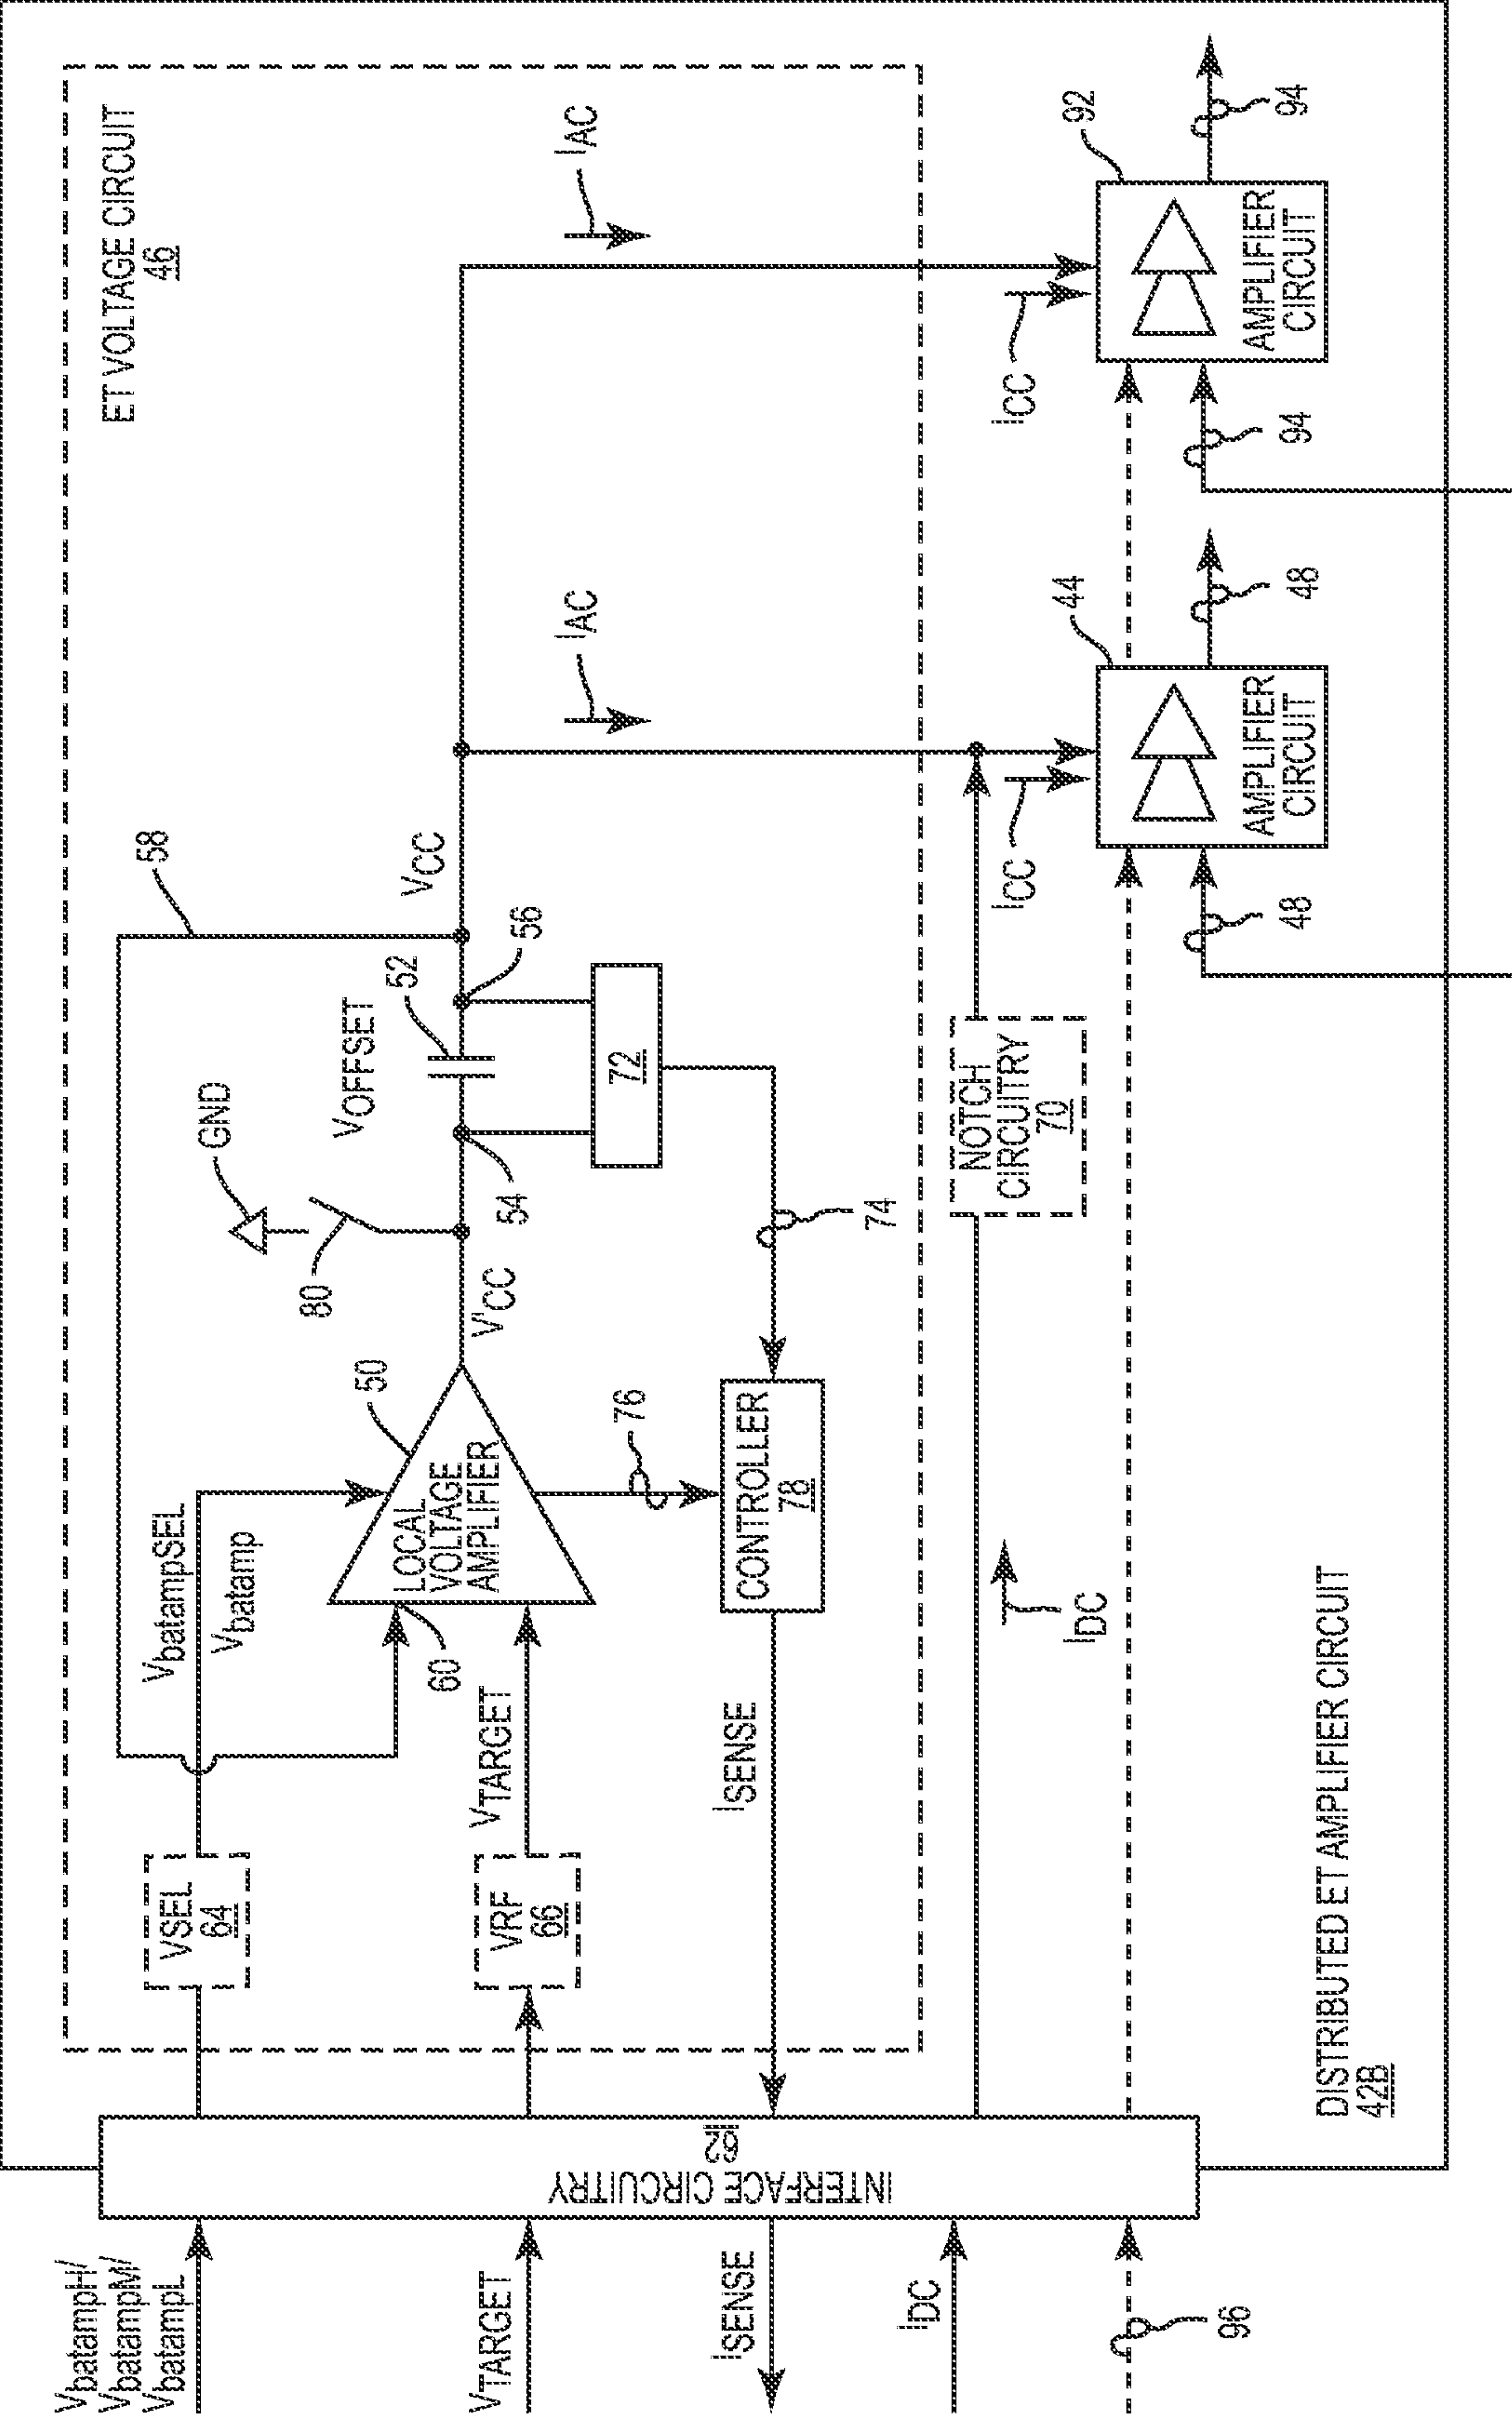 ET VOLTAGE CIRCUIT
46
58
GND
80
VOFFSET
52
54
56
72
74
V'CC
VCC
50
LOCAL
VOLTAGE
AMPLIFIER
60
76
CONTROLLER
78
VbatampSEL
Vbatamp
VSEL
64
VRF
66
VTARGET
ISENSE
IAC
IAC
ICC
ICC
44
92
AMPLIFIER
CIRCUIT
AMPLIFIER
CIRCUIT
48
48
94
94
NOTCH
CIRCUITRY
70
IDC
INTERFACE CIRCUITRY
62
VbatampH/
VbatampM/
VbatampL
VTARGET
ISENSE
IDC
96
DISTRIBUTED ET AMPLIFIER CIRCUIT
42B